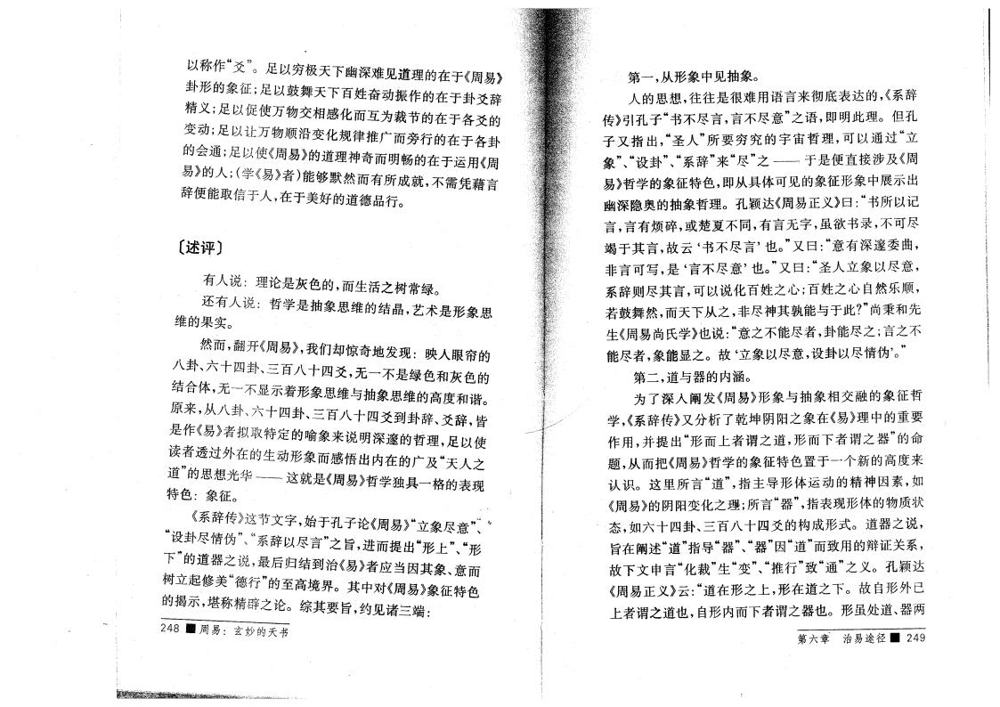 以称作“爻”。足以穷极天下幽深难见道理的在于《周易》
卦形的象征;足以鼓舞天下百姓奋动振作的在于卦爻辞
精义;足以促使万物交相感化而互为裁节的在于各爻的
变动;足以让万物顺沿变化规律推广而旁行的在于各卦
的会通;足以使《周易》的道理神奇而明畅的在于运用《周
易》的人;(学《易》者)能够默然而有所成就，不需凭藉言
辞便能取信于人，在于美好的道德品行。
〔述评〕
有人说：理论是灰色的，而生活之树常绿。
还有人说：哲学是抽象思维的结晶，艺术是形象思
维的果实。
然而，翻开《周易》，我们却惊奇地发现：映人眼帘的
八卦、六十四卦、三百八十四爻，无一不是绿色和灰色的
结合体，无一不显示着形象思维与抽象思维的高度和谐。
原来，从八卦、六十四卦、三百八十四爻到卦辞、爻辞，皆
是作《易》者拟取特定的喻象来说明深邃的哲理，足以使
读者透过外在的生动形象而感悟出内在的广及“天人之
道”的思想光华——这就是《周易》哲学独具一格的表现
特色：象征。
《系辞传》这节文字，始于孔子论《周易》“立象尽意”、
“设卦尽情伪”、“系辞以尽言”之旨，进而提出“形上”、“形
下”的道器之说，最后归结到治《易》者应当因其象、意而
树立起修美“德行”的至高境界。其中对《周易》象征特色
的揭示，堪称精辟之论。综其要旨，约见诸三端：
248 ■ 周易：玄妙的天书
第一，从形象中见抽象。
人的思想，往往是很难用语言来彻底表达的，《系辞
传》引孔子“书不尽言，言不尽意”之语，即明此理。但孔
子又指出，“圣人”所要穷究的宇宙哲理，可以通过“立
象”、“设卦”、“系辞”来“尽”之——于是便直接涉及《周
易》哲学的象征特色，即从具体可见的象征形象中展示出
幽深隐奥的抽象哲理。孔颖达《周易正义》曰：“书所以记
言，言有烦碎，或楚夏不同，有言无字，虽欲书录，不可尽
竭于其言，故云‘书不尽言’也。”又曰：“意有深邃委曲，
非言可写，是‘言不尽意’也。”又曰：“圣人立象以尽意，
系辞则尽其言，可以说化百姓之心;百姓之心自然乐顺，
若鼓舞然，而天下从之，非尽神其孰能与于此?”尚秉和先
生《周易尚氏学》也说：“意之不能尽者，卦能尽之;言之不
能尽者，象能显之。故‘立象以尽意，设卦以尽情伪’。”
第二，道与器的内涵。
为了深入阐发《周易》形象与抽象相交融的象征哲
学，《系辞传》又分析了乾坤阴阳之象在《易》理中的重要
作用，并提出“形而上者谓之道，形而下者谓之器”的命
题，从而把《周易》哲学的象征特色置于一个新的高度来
认识。这里所言“道”，指主导形体运动的精神因素，如
《周易》的阴阳变化之理;所言“器”，指表现形体的物质状
态，如六十四卦、三百八十四爻的构成形式。道器之说，
旨在阐述“道”指导“器”、“器”因“道”而致用的辩证关系，
故下文申言“化裁”生“变”、“推行”致“通”之义。孔颖达
《周易正义》云：“道在形之上，形在道之下。故自形外已
上者谓之道也，自形内而下者谓之器也。形虽处道、器两
第六章 治易途径 ■ 249